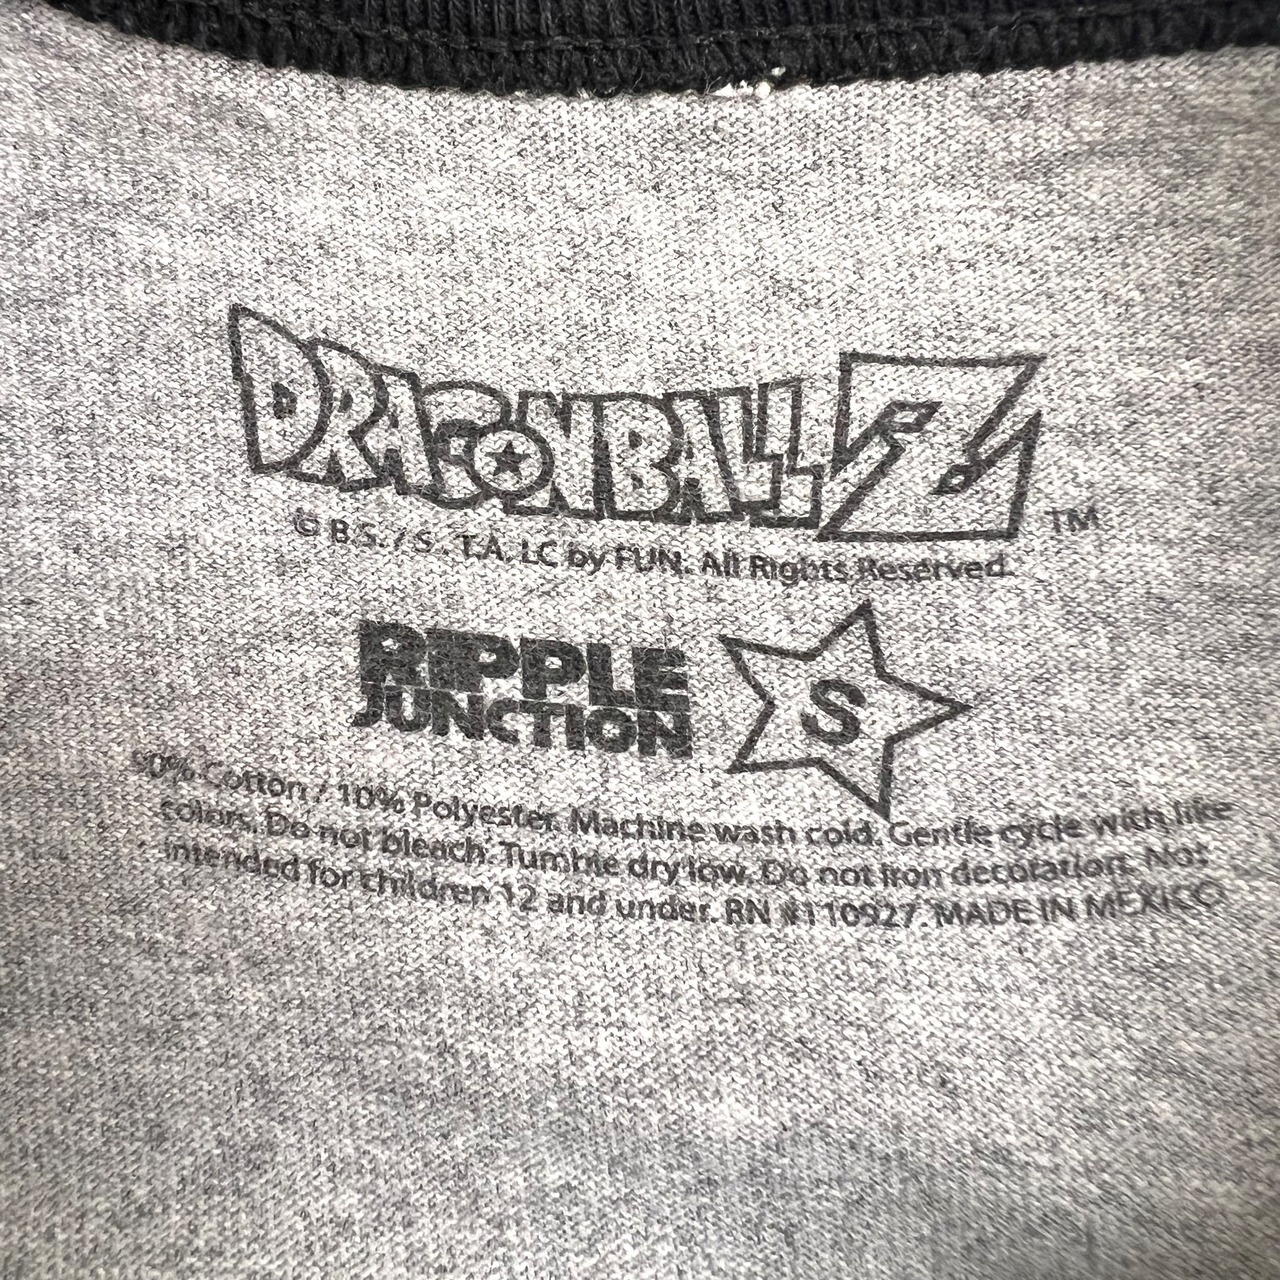 DRAGONBALL Z TM
© B.S./S., T.A. LC by FUN. All Rights Reserved.
RIPPLE
JUNCTION
S
90% Cotton / 10% Polyester. Machine wash cold. Gentle cycle with like
colors. Do not bleach. Tumble dry low. Do not iron decoration. Not
intended for children 12 and under. RN #110927. MADE IN MEXICO